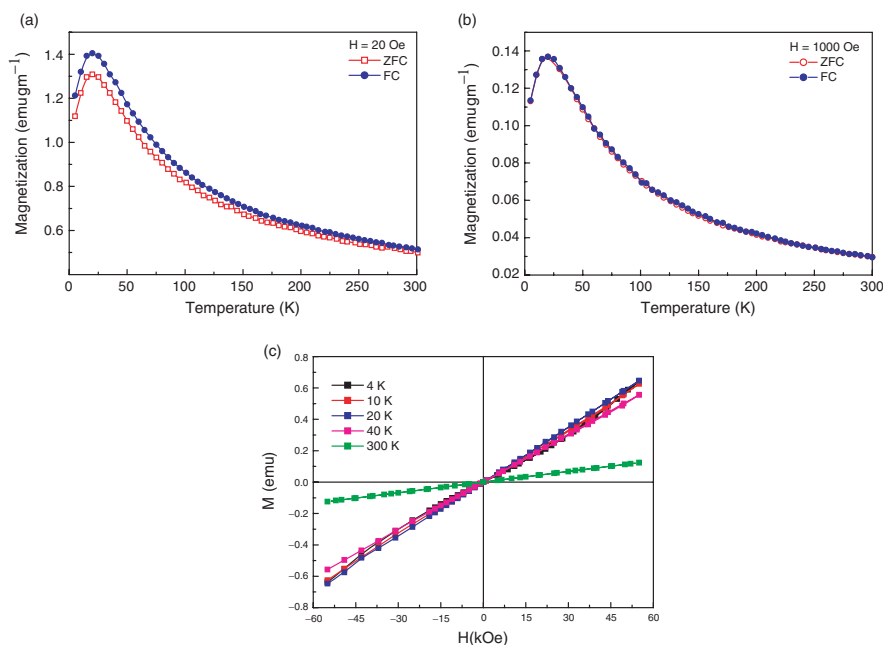 (a)
H = 20 Oe
ZFC
FC
Magnetization (emugm⁻¹)
1.4
1.2
1.0
0.8
0.6
0 50 100 150 200 250 300
Temperature (K)
(b)
H = 1000 Oe
ZFC
FC
Magnetization (emugm⁻¹)
0.14
0.12
0.10
0.08
0.06
0.04
0.02
0 50 100 150 200 250 300
Temperature (K)
(c)
4 K
10 K
20 K
40 K
300 K
M (emu)
0.8
0.6
0.4
0.2
0.0
−0.2
−0.4
−0.6
−0.8
−60 −45 −30 −15 0 15 30 45 60
H(kOe)